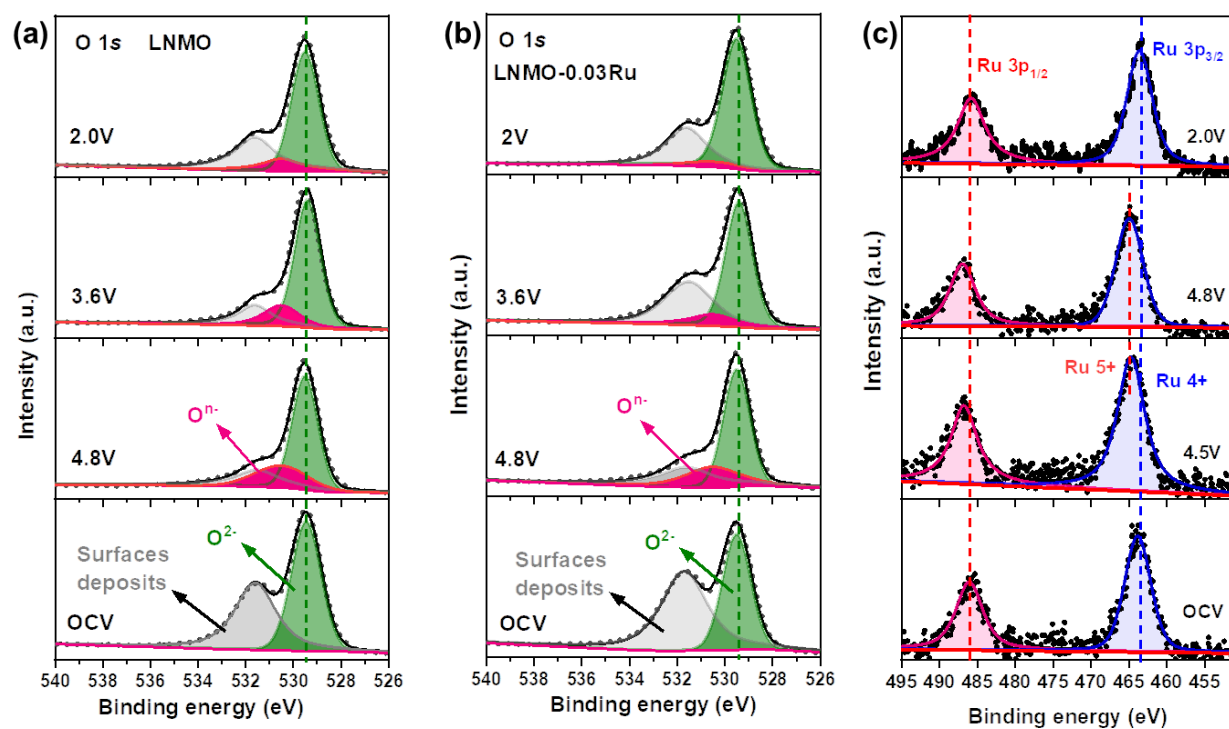 (a)
O 1s LNMO
2.0V
3.6V
4.8V
Oⁿ⁻
O²⁻
Surfaces
deposits
OCV
Intensity (a.u.)
540 538 536 534 532 530 528 526
Binding energy (eV)
(b)
O 1s
LNMO-0.03Ru
2V
3.6V
4.8V
Oⁿ⁻
O²⁻
Surfaces
deposits
OCV
Intensity (a.u.)
540 538 536 534 532 530 528 526
Binding energy (eV)
(c)
Ru 3p₁/₂
Ru 3p₃/₂
2.0V
4.8V
Ru 5+
Ru 4+
4.5V
OCV
Intensity (a.u.)
495 490 485 480 475 470 465 460 455
Binding energy (eV)